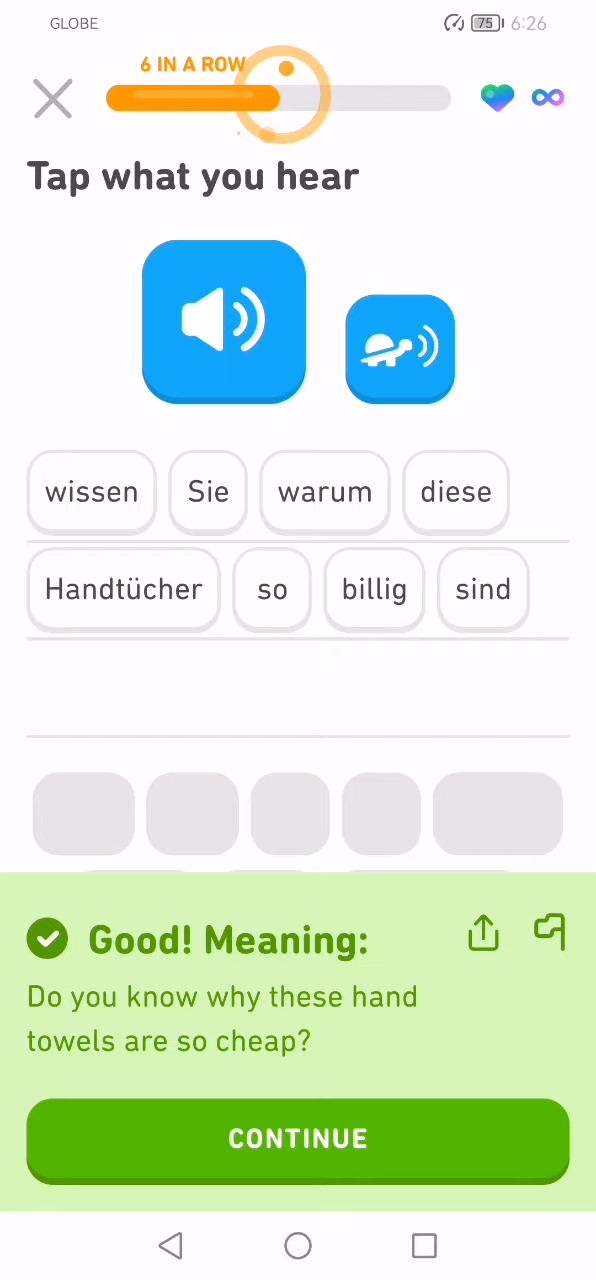 GLOBE 75 6:26
6 IN A ROW
Tap what you hear
wissen Sie warum diese
Handtücher so billig sind
Good! Meaning:
Do you know why these hand
towels are so cheap?
CONTINUE